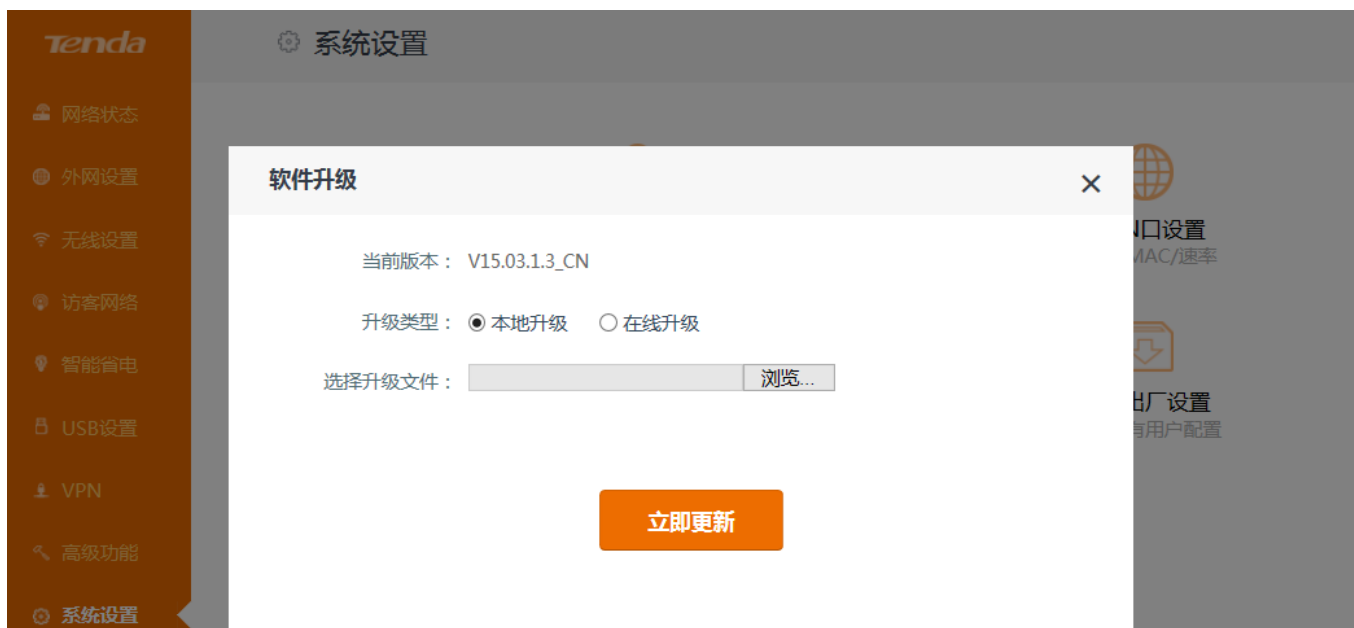 Tenda
系统设置
网络状态
外网设置
无线设置
访客网络
智能省电
USB设置
VPN
高级功能
系统设置
软件升级
×
当前版本： V15.03.1.3_CN
升级类型： 本地升级 在线升级
选择升级文件： 浏览...
立即更新
口设置
MAC/速率
出厂设置
有用户配置